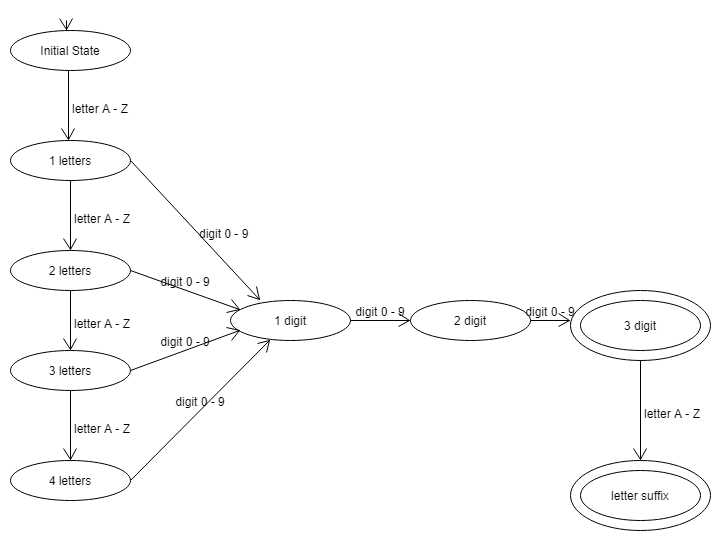 Initial State
letter A - Z
1 letters
letter A - Z
digit 0 - 9
2 letters
digit 0 - 9
letter A - Z
digit 0 - 9
1 digit
digit 0 - 9
2 digit
digit 0 - 9
3 digit
3 letters
digit 0 - 9
letter A - Z
letter A - Z
4 letters
letter suffix